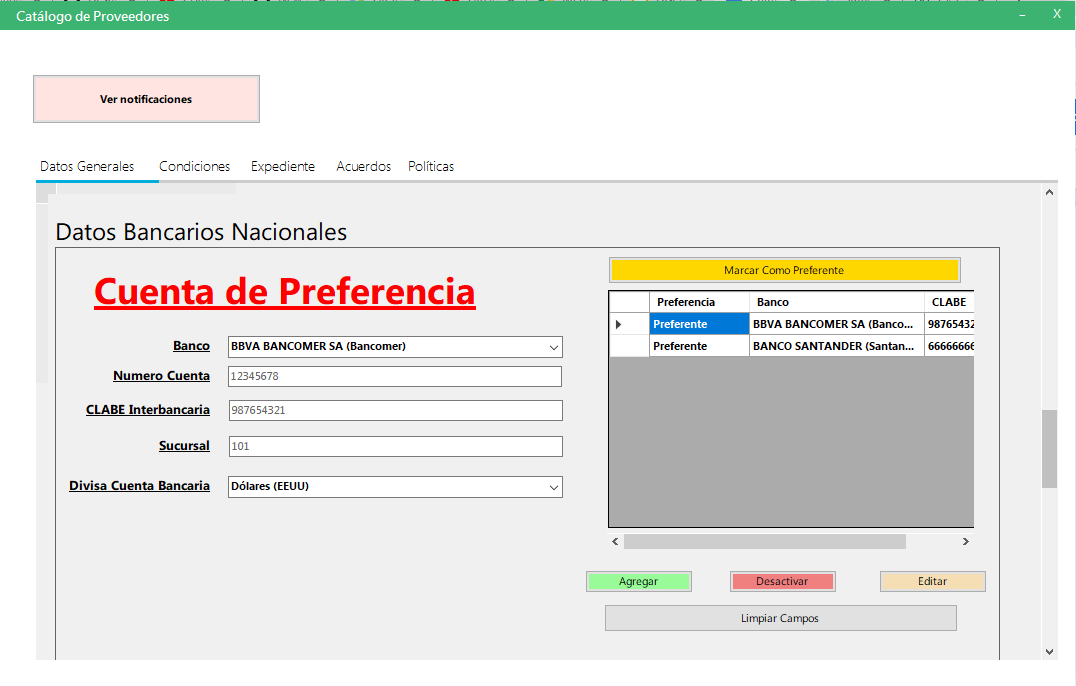 Catálogo de Proveedores
Ver notificaciones
Datos Generales Condiciones Expediente Acuerdos Políticas
Datos Bancarios Nacionales
Cuenta de Preferencia
Banco BBVA BANCOMER SA (Bancomer)
Numero Cuenta 12345678
CLABE Interbancaria 987654321
Sucursal 101
Divisa Cuenta Bancaria Dólares (EEUU)
Marcar Como Preferente
Preferencia Banco CLABE
Preferente BBVA BANCOMER SA (Banco... 98765432
Preferente BANCO SANTANDER (Santan... 66666666
Agregar Desactivar Editar
Limpiar Campos